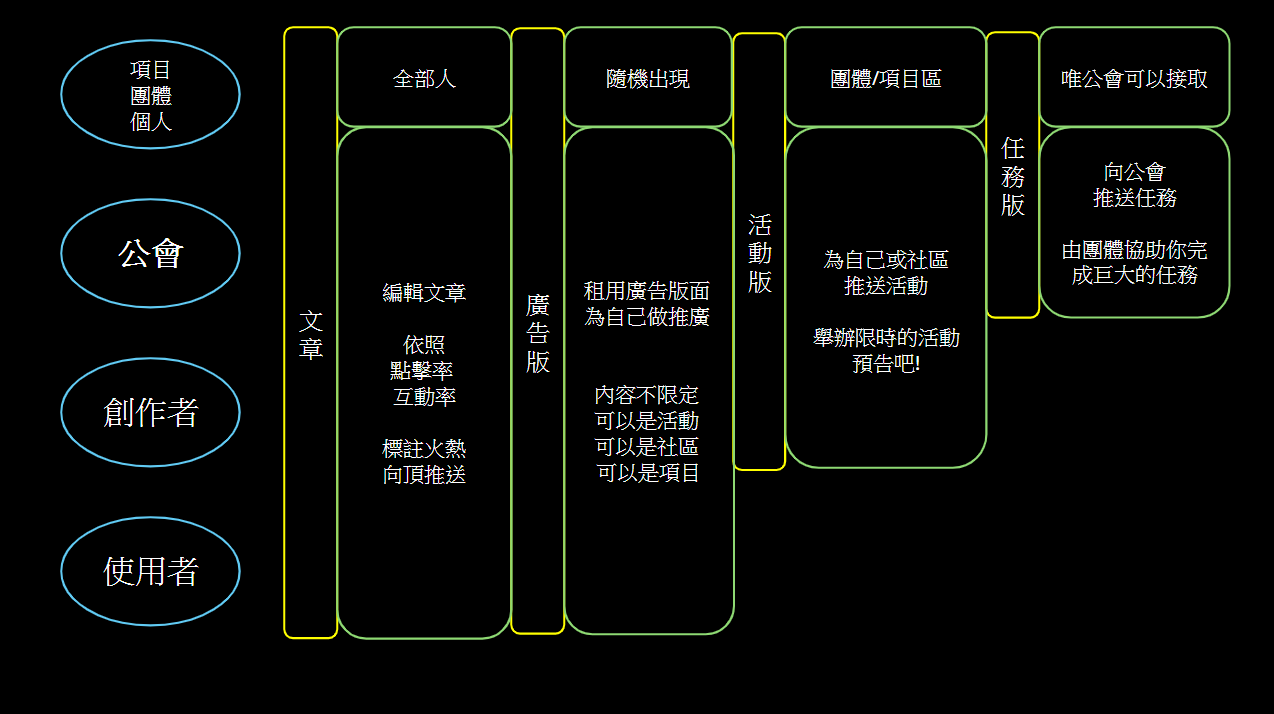 項目
團體
個人
公會
創作者
使用者
文章
全部人
編輯文章
依照
點擊率
互動率
標註火熱
向頂推送
廣告版
隨機出現
租用廣告版面
為自己做推廣
內容不限定
可以是活動
可以是社區
可以是項目
活動版
團體/項目區
為自己或社區
推送活動
舉辦限時的活動
預告吧!
任務版
唯公會可以接取
向公會
推送任務
由團體協助你完
成巨大的任務